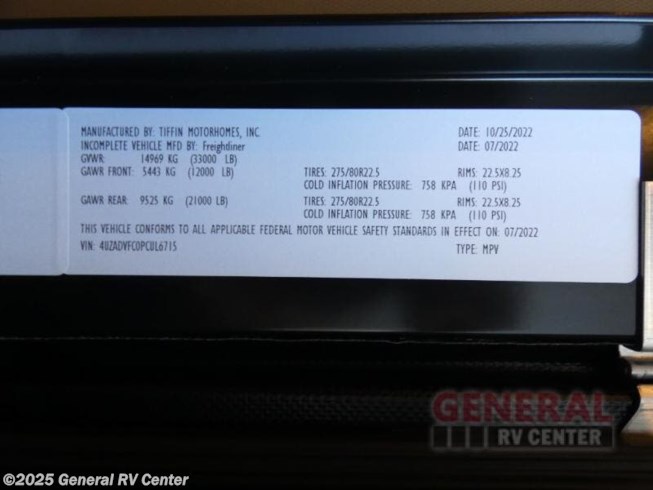 MANUFACTURED BY: TIFFIN MOTORHOMES, INC DATE: 10/25/2022
INCOMPLETE VEHICLE MFD BY: Freightliner DATE: 07/2022
GVWR: 14969 KG (33000 LB)
GAWR FRONT: 5443 KG (12000 LB) TIRES: 275/80R22.5 RIMS: 22.5X8.25
COLD INFLATION PRESSURE: 758 KPA (110 PSI)
GAWR REAR: 9525 KG (21000 LB) TIRES: 275/80R22.5 RIMS: 22.5X8.25
COLD INFLATION PRESSURE: 758 KPA (110 PSI)
THIS VEHICLE CONFORMS TO ALL APPLICABLE FEDERAL MOTOR VEHICLE SAFETY STANDARDS IN EFFECT ON: 07/2022
VIN: 4UZADVFC0PCUL6715 TYPE: MPV
GENERAL
RV CENTER
©2025 General RV Center